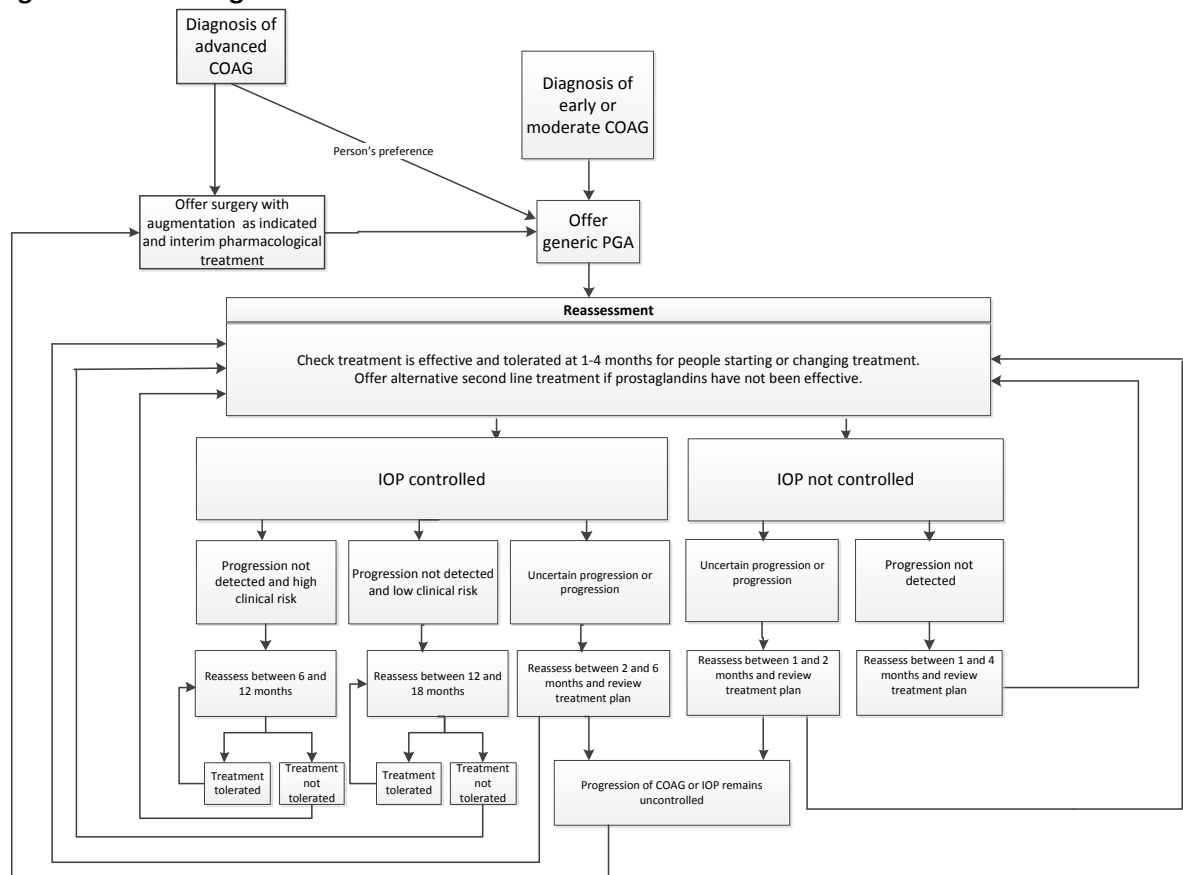 Diagnosis of
advanced
COAG
Diagnosis of
early or
moderate COAG
Person's preference
Offer surgery with
augmentation as indicated
and interim pharmacological
treatment
Offer
generic PGA
Reassessment
Check treatment is effective and tolerated at 1-4 months for people starting or changing treatment.
Offer alternative second line treatment if prostaglandins have not been effective.
IOP controlled
IOP not controlled
Progression not
detected and high
clinical risk
Progression not detected
and low clinical risk
Uncertain progression or
progression
Uncertain progression or
progression
Progression not
detected
Reassess between 6 and
12 months
Reassess between 12 and
18 months
Reassess between 2 and 6
months and review
treatment plan
Reassess between 1 and 2
months and review
treatment plan
Reassess between 1 and 4
months and review
treatment plan
Treatment
tolerated
Treatment
not
tolerated
Treatment
tolerated
Treatment
not
tolerated
Progression of COAG or IOP remains
uncontrolled